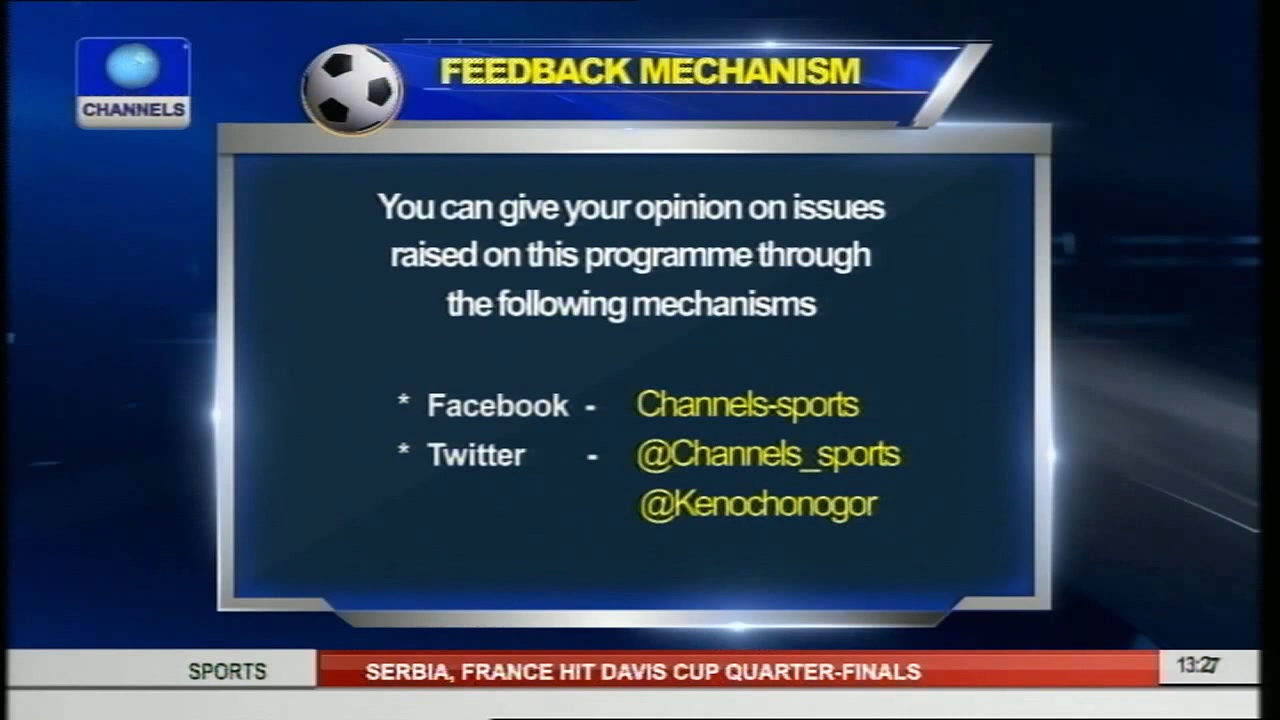 CHANNELS
FEEDBACK MECHANISM
You can give your opinion on issues
raised on this programme through
the following mechanisms
* Facebook - Channels-sports
* Twitter - @Channels_sports
@Kenochonogor
SPORTS
SERBIA, FRANCE HIT DAVIS CUP QUARTER-FINALS
13:27